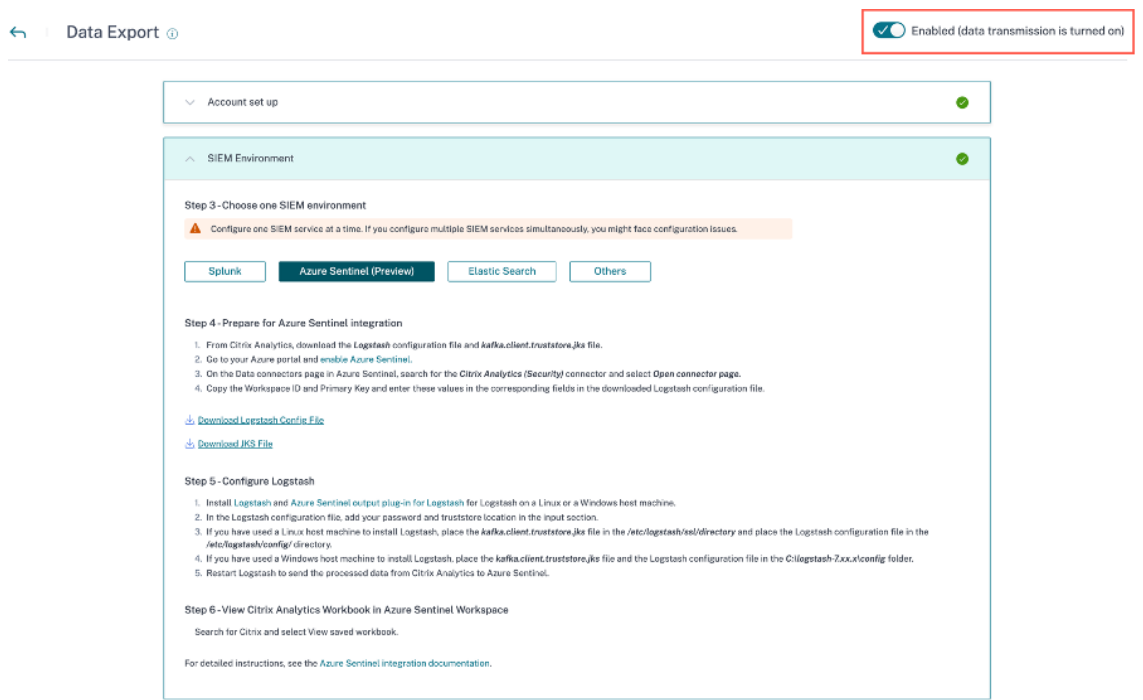 Data Export
Enabled (data transmission is turned on)
Account set up
SIEM Environment
Step 3 - Choose one SIEM environment
Configure one SIEM service at a time. If you configure multiple SIEM services simultaneously, you might face configuration issues.
Splunk
Azure Sentinel (Preview)
Elastic Search
Others
Step 4 - Prepare for Azure Sentinel integration
1. From Citrix Analytics, download the Logstash configuration file and kafka.client.truststore.jks file.
2. Go to your Azure portal and enable Azure Sentinel.
3. On the Data connectors page in Azure Sentinel, search for the Citrix Analytics (Security) connector and select Open connector page.
4. Copy the Workspace ID and Primary Key and enter these values in the corresponding fields in the downloaded Logstash configuration file.
Download Logstash Config File
Download JKS File
Step 5 - Configure Logstash
1. Install Logstash and Azure Sentinel output plug-in for Logstash for Logstash on a Linux or a Windows host machine.
2. In the Logstash configuration file, add your password and truststore location in the input section.
3. If you have used a Linux host machine to install Logstash, place the kafka.client.truststore.jks file in the /etc/logstash/ssl/directory and place the Logstash configuration file in the
/etc/logstash/config/ directory.
4. If you have used a Windows host machine to install Logstash, place the kafka.client.truststore.jks file and the Logstash configuration file in the C:\logstash-7.xx.x\config folder.
5. Restart Logstash to send the processed data from Citrix Analytics to Azure Sentinel.
Step 6 - View Citrix Analytics Workbook in Azure Sentinel Workspace
Search for Citrix and select View saved workbook.
For detailed instructions, see the Azure Sentinel integration documentation.